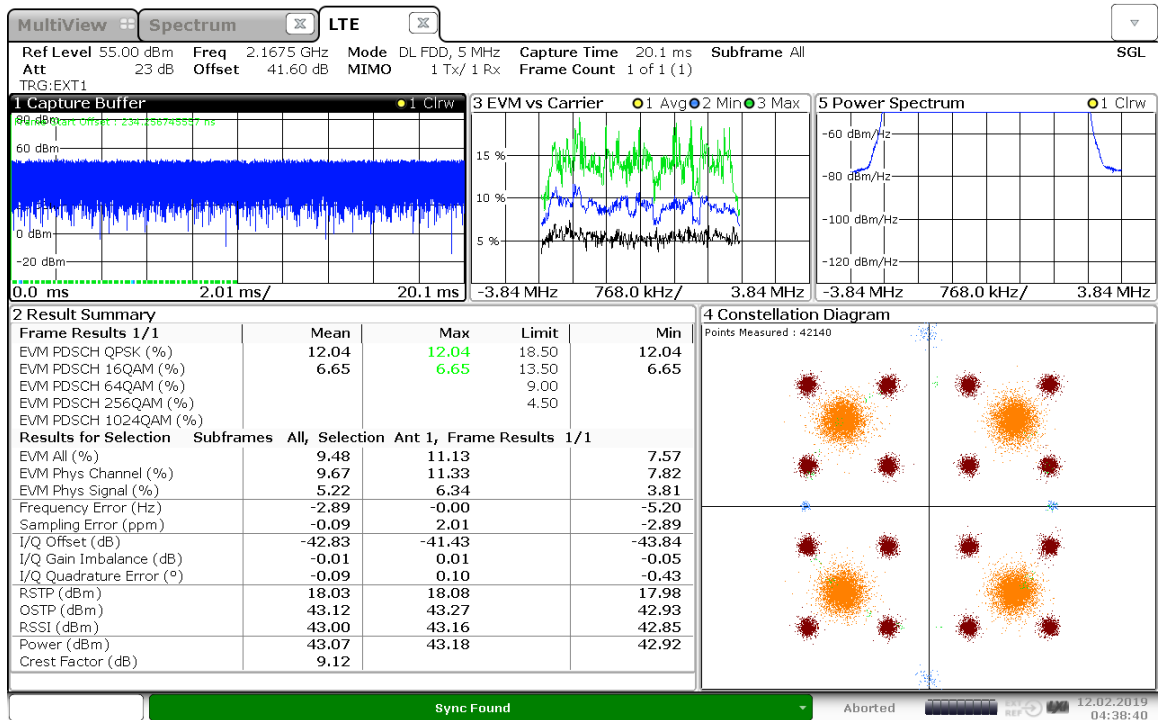 MultiView Spectrum LTE
Ref Level 55.00 dBm Freq 2.1675 GHz Mode DL FDD, 5 MHz Capture Time 20.1 ms Subframe All SGL
Att 23 dB Offset 41.60 dB MIMO 1 Tx/ 1 Rx Frame Count 1 of 1 (1)
TRG:EXT1
1 Capture Buffer 1 Clrw
80 dBm
Frame Start Offset : 234.256745557 ns
60 dBm
0 dBm
-20 dBm
0.0 ms 2.01 ms/ 20.1 ms
3 EVM vs Carrier 1 Avg 2 Min 3 Max
15 %
10 %
5 %
-3.84 MHz 768.0 kHz/ 3.84 MHz
5 Power Spectrum 1 Clrw
-60 dBm/Hz
-80 dBm/Hz
-100 dBm/Hz
-120 dBm/Hz
-3.84 MHz 768.0 kHz/ 3.84 MHz
2 Result Summary
Frame Results 1/1 Mean Max Limit Min
EVM PDSCH QPSK (%) 12.04 12.04 18.50 12.04
EVM PDSCH 16QAM (%) 6.65 6.65 13.50 6.65
EVM PDSCH 64QAM (%) 9.00
EVM PDSCH 256QAM (%) 4.50
EVM PDSCH 1024QAM (%)
Results for Selection Subframes All, Selection Ant 1, Frame Results 1/1
EVM All (%) 9.48 11.13 7.57
EVM Phys Channel (%) 9.67 11.33 7.82
EVM Phys Signal (%) 5.22 6.34 3.81
Frequency Error (Hz) -2.89 -0.00 -5.20
Sampling Error (ppm) -0.09 2.01 -2.89
I/Q Offset (dB) -42.83 -41.43 -43.84
I/Q Gain Imbalance (dB) -0.01 0.01 -0.05
I/Q Quadrature Error (°) -0.09 0.10 -0.43
RSTP (dBm) 18.03 18.08 17.98
OSTP (dBm) 43.12 43.27 42.93
RSSI (dBm) 43.00 43.16 42.85
Power (dBm) 43.07 43.18 42.92
Crest Factor (dB) 9.12
4 Constellation Diagram
Points Measured : 42140
Sync Found Aborted 12.02.2019
04:38:40